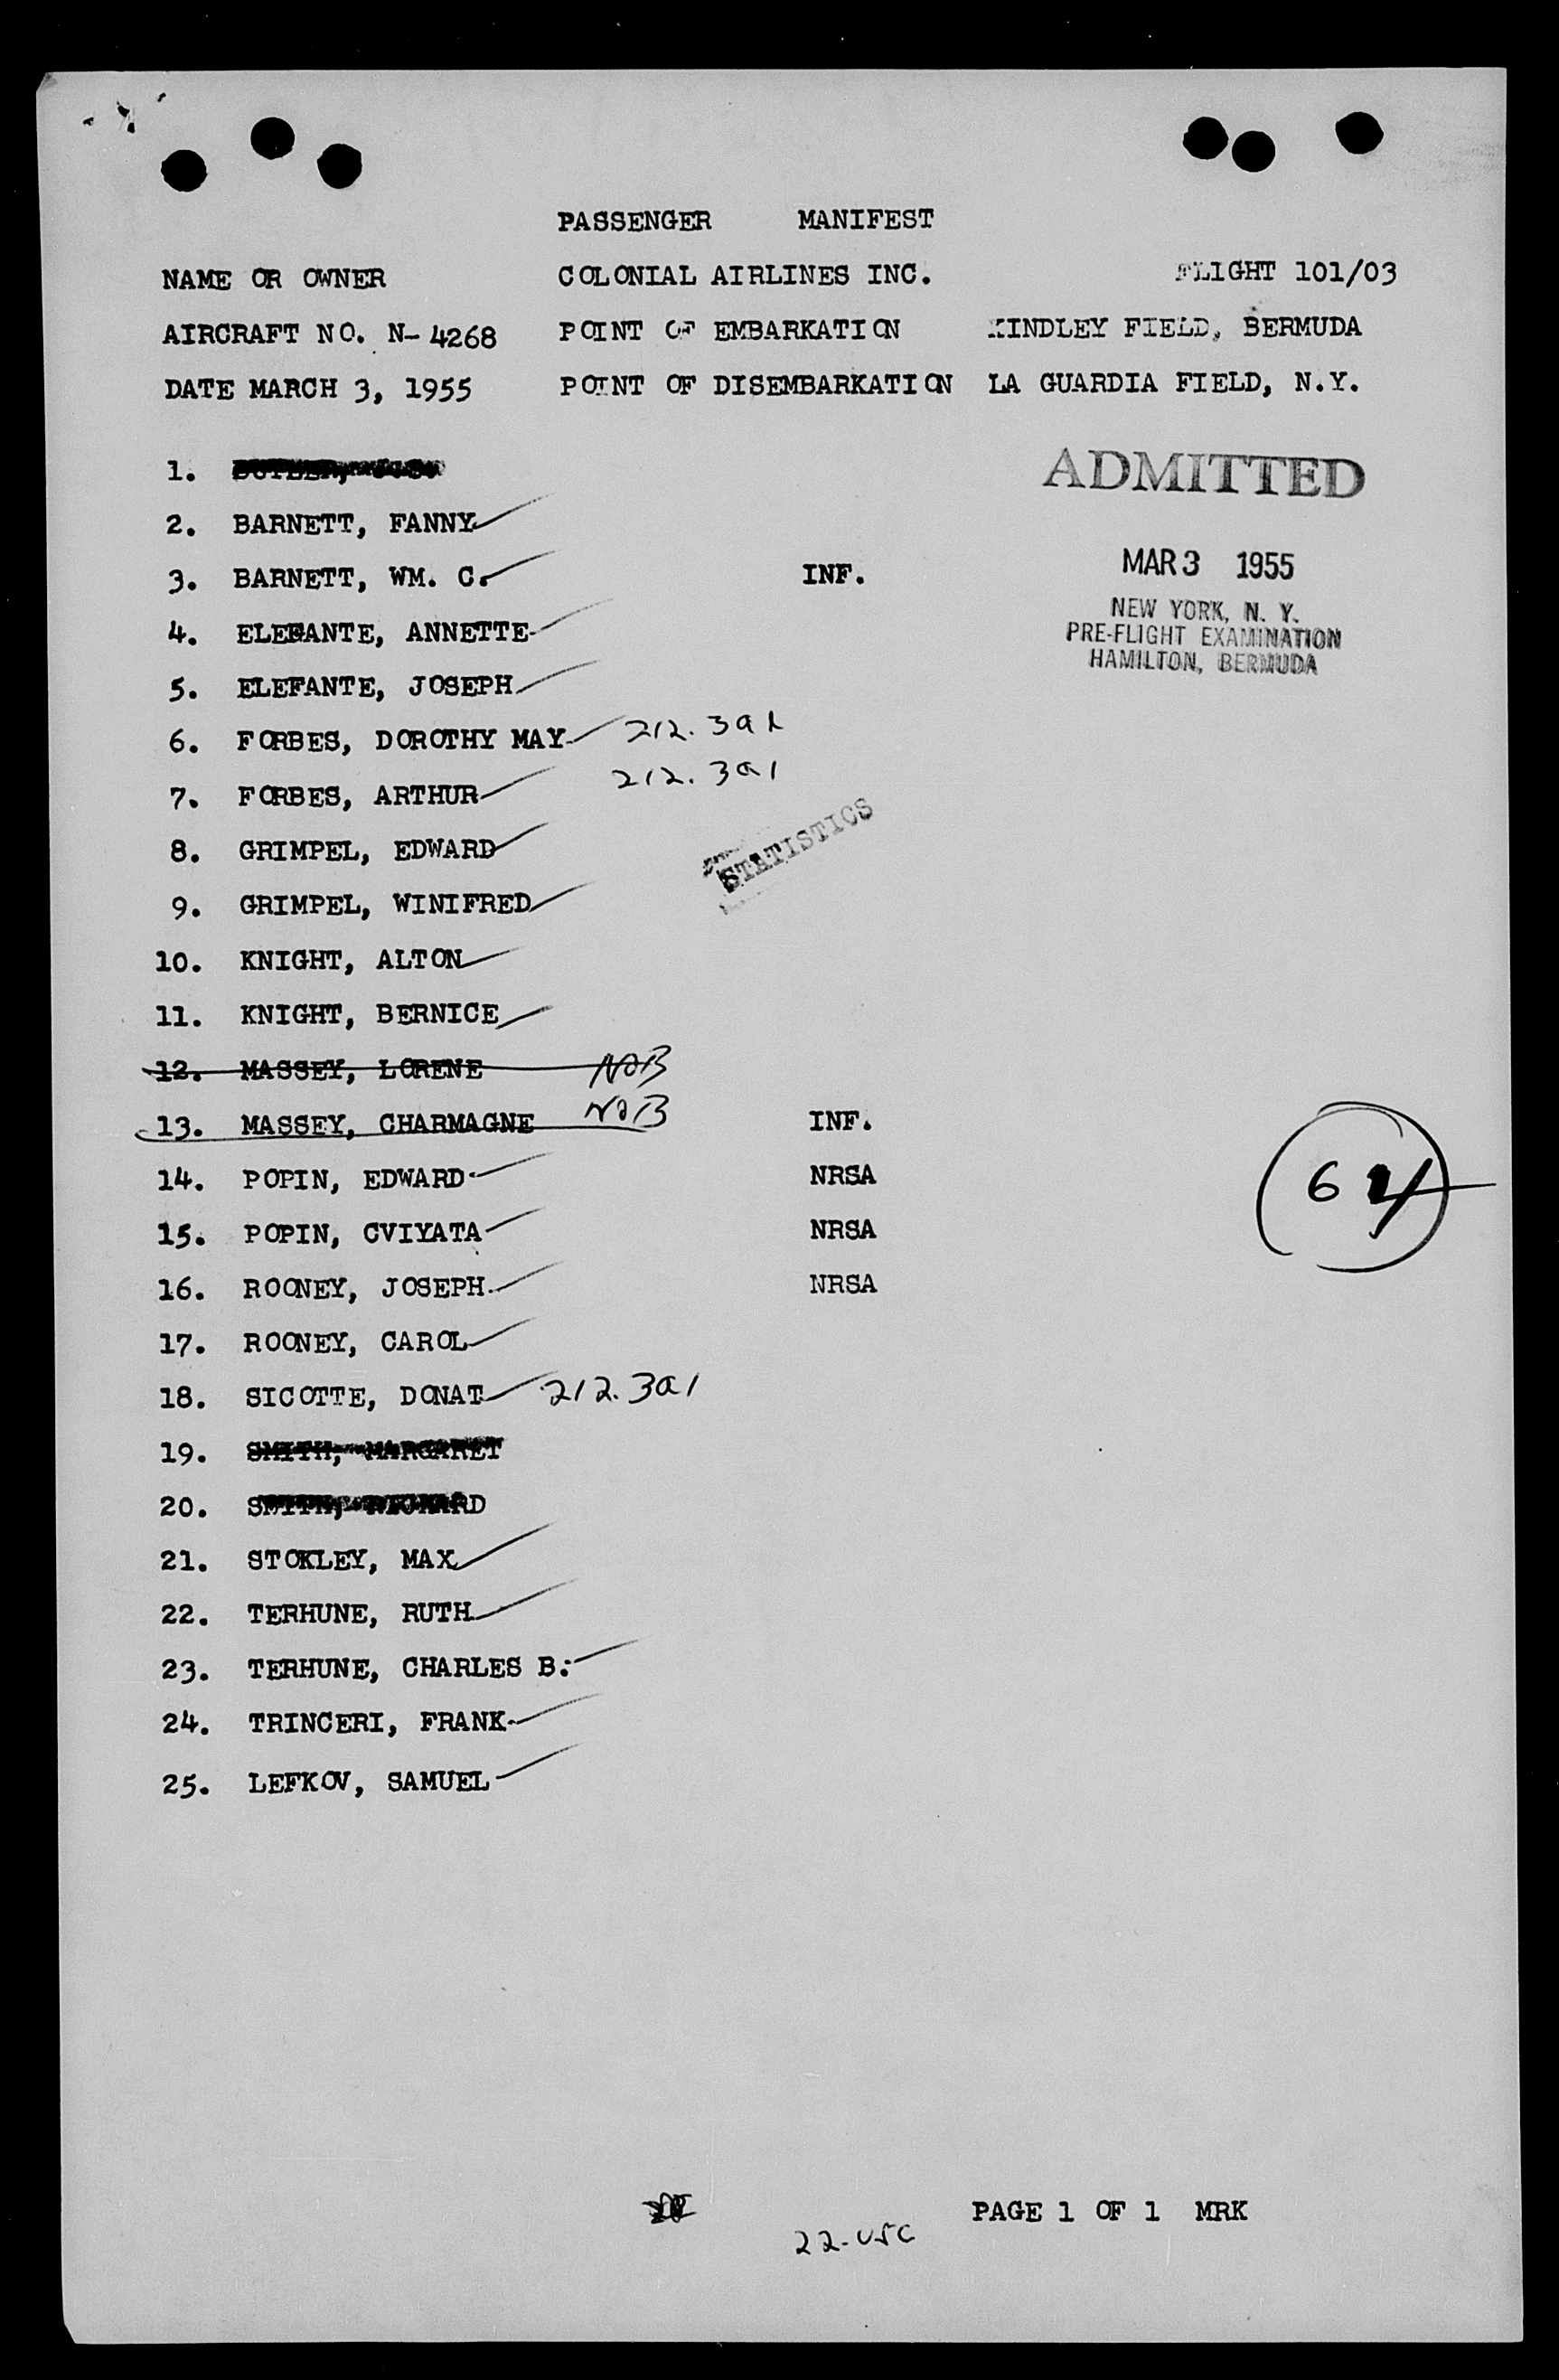 PASSENGER MANIFEST
NAME OR OWNER COLONIAL AIRLINES INC. FLIGHT 101/03
AIRCRAFT NO. N-4268 POINT OF EMBARKATION KINDLEY FIELD, BERMUDA
DATE MARCH 3, 1955 POINT OF DISEMBARKATION LA GUARDIA FIELD, N.Y.
ADMITTED
MAR 3 1955
NEW YORK, N. Y.
PRE-FLIGHT EXAMINATION
HAMILTON, BERMUDA
1.
2. BARNETT, FANNY
3. BARNETT, WM. C. INF.
4. ELEFANTE, ANNETTE
5. ELEFANTE, JOSEPH
6. FORBES, DOROTHY MAY 212.3a1
7. FORBES, ARTHUR 212.3a1
STATISTICS
8. GRIMPEL, EDWARD
9. GRIMPEL, WINIFRED
10. KNIGHT, ALTON
11. KNIGHT, BERNICE
12. MASSEY, LORENE NOB
13. MASSEY, CHARMAGNE NOB INF.
14. POPIN, EDWARD NRSA
15. POPIN, CVIYATA NRSA
16. ROONEY, JOSEPH NRSA
17. ROONEY, CAROL
18. SICOTTE, DONAT 212.3a1
19. SMITH, MARGARET
20. SMITH,
21. STOKLEY, MAX
22. TERHUNE, RUTH
23. TERHUNE, CHARLES B.
24. TRINCERI, FRANK
25. LEFKOV, SAMUEL
PAGE 1 OF 1 MRK
22-USC